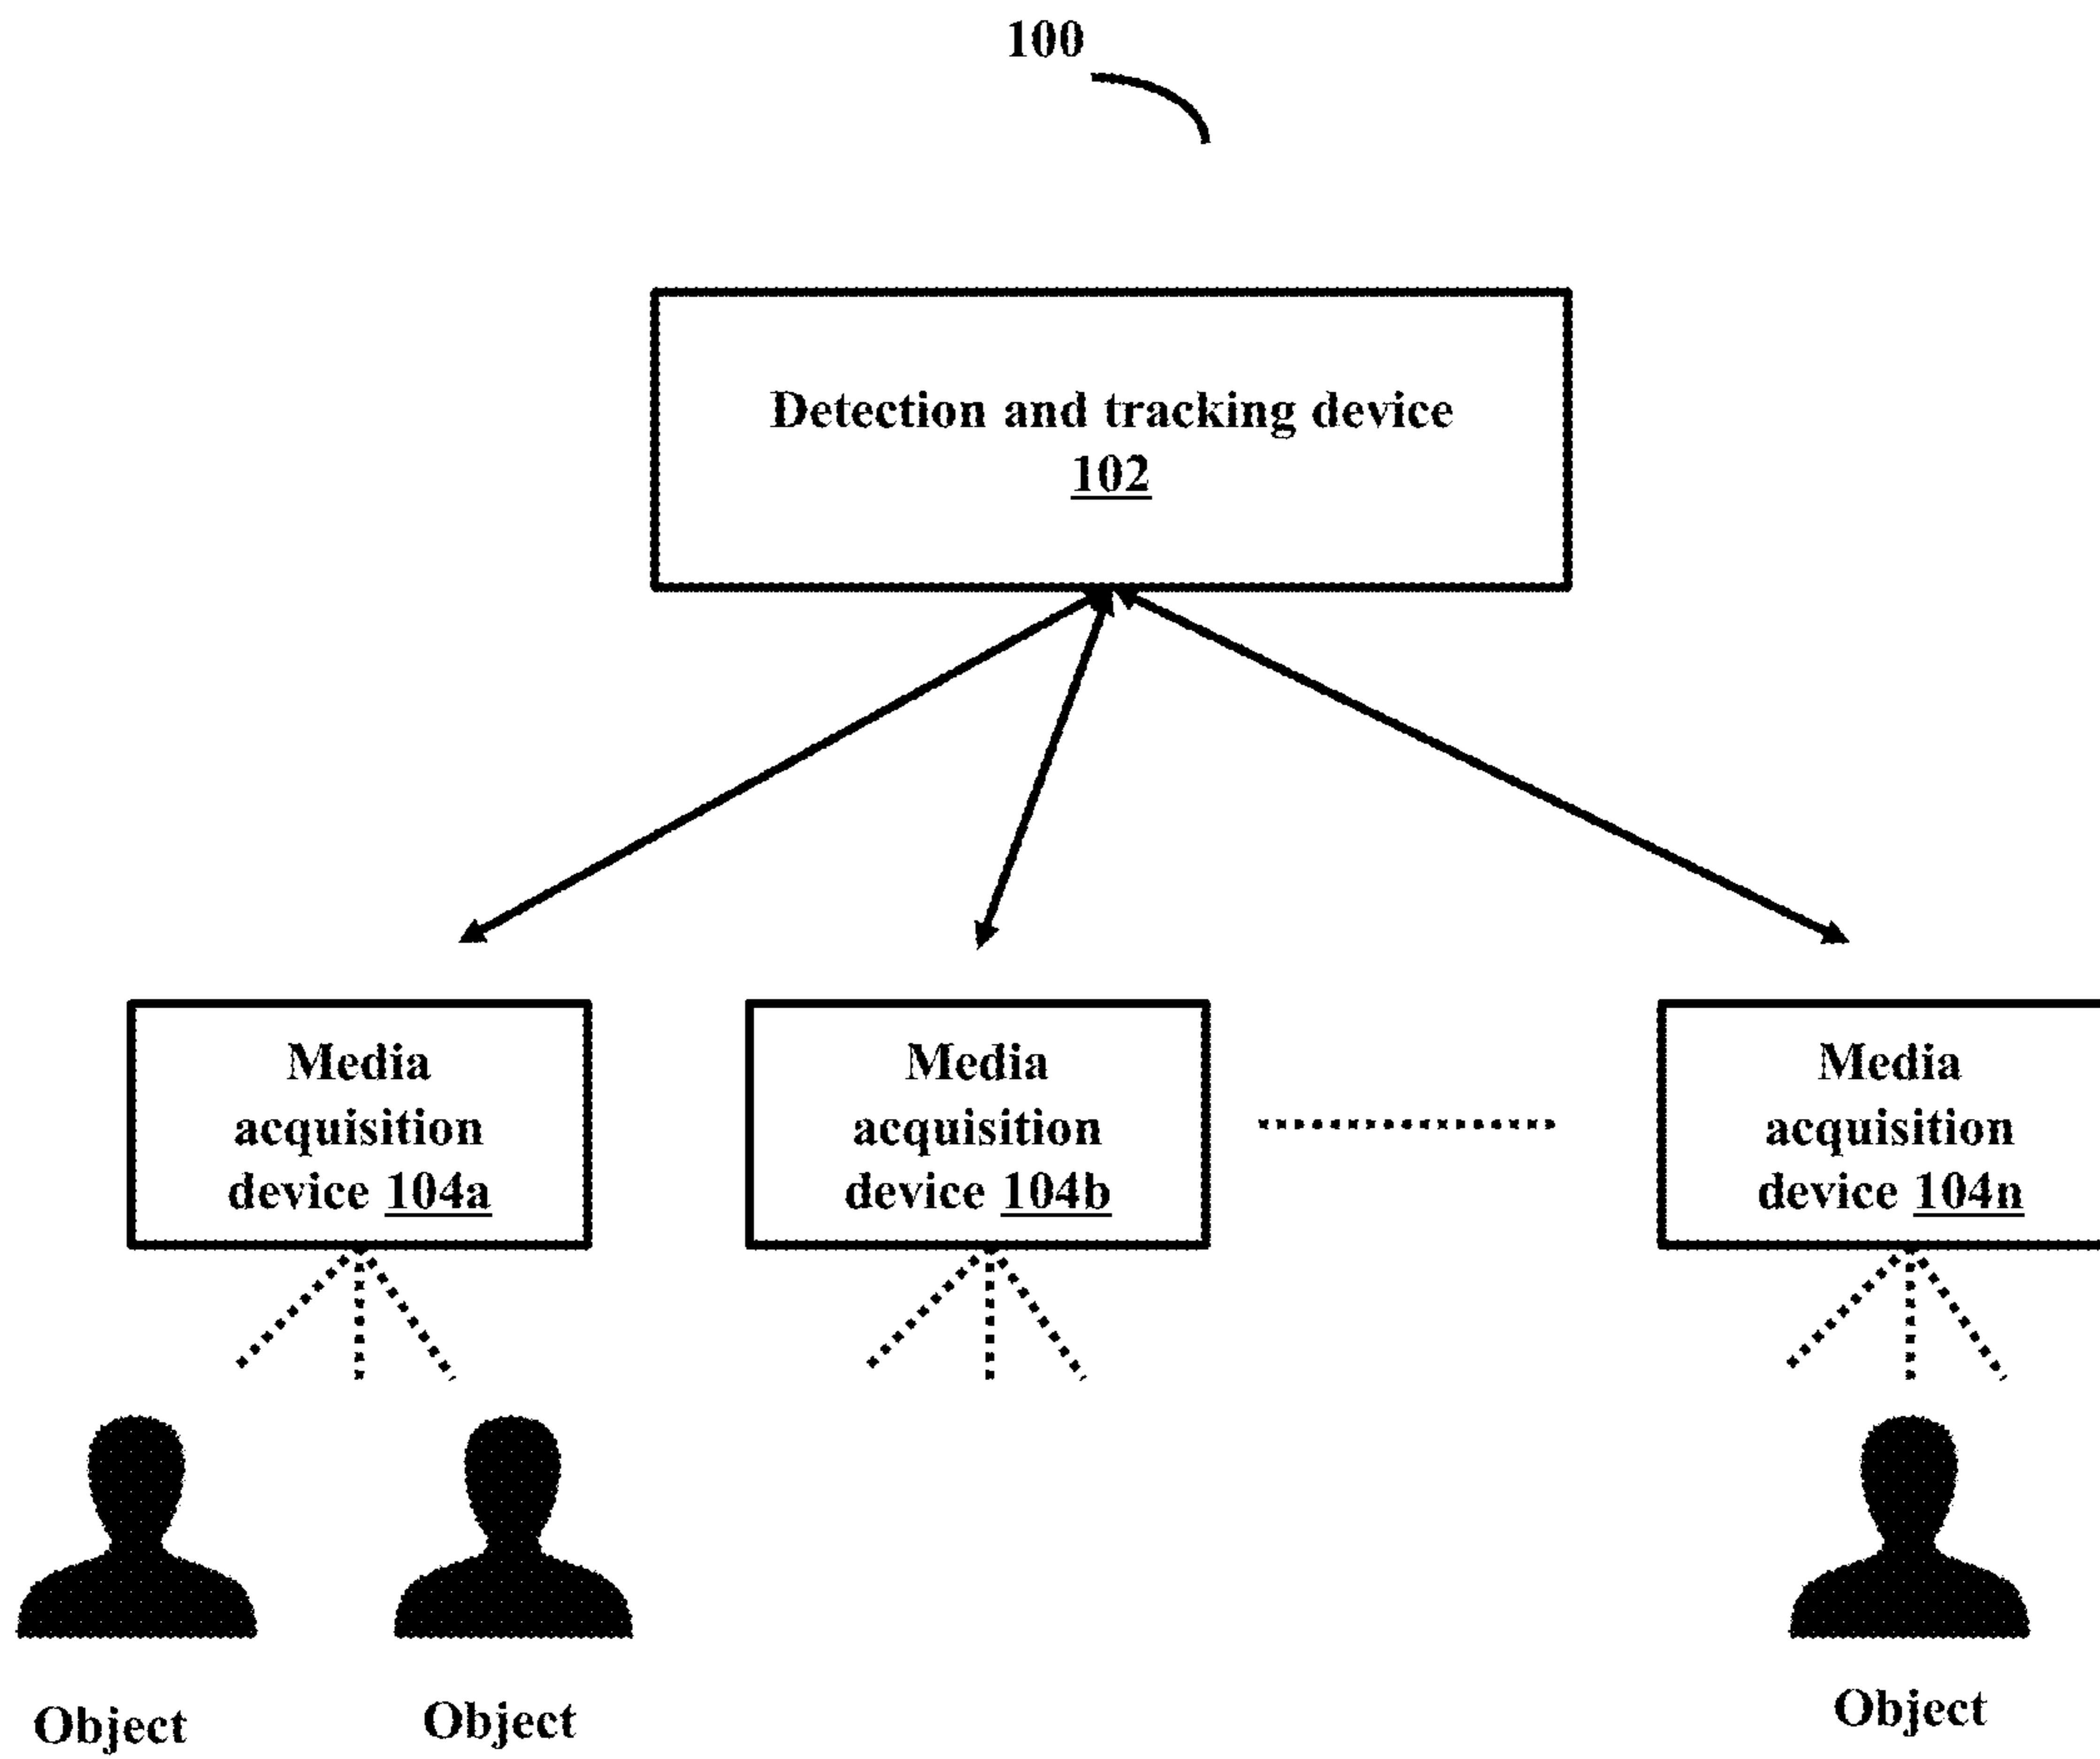 100
Detection and tracking device
102
Media
acquisition
device 104a
Media
acquisition
device 104b
Media
acquisition
device 104n
Object
Object
Object